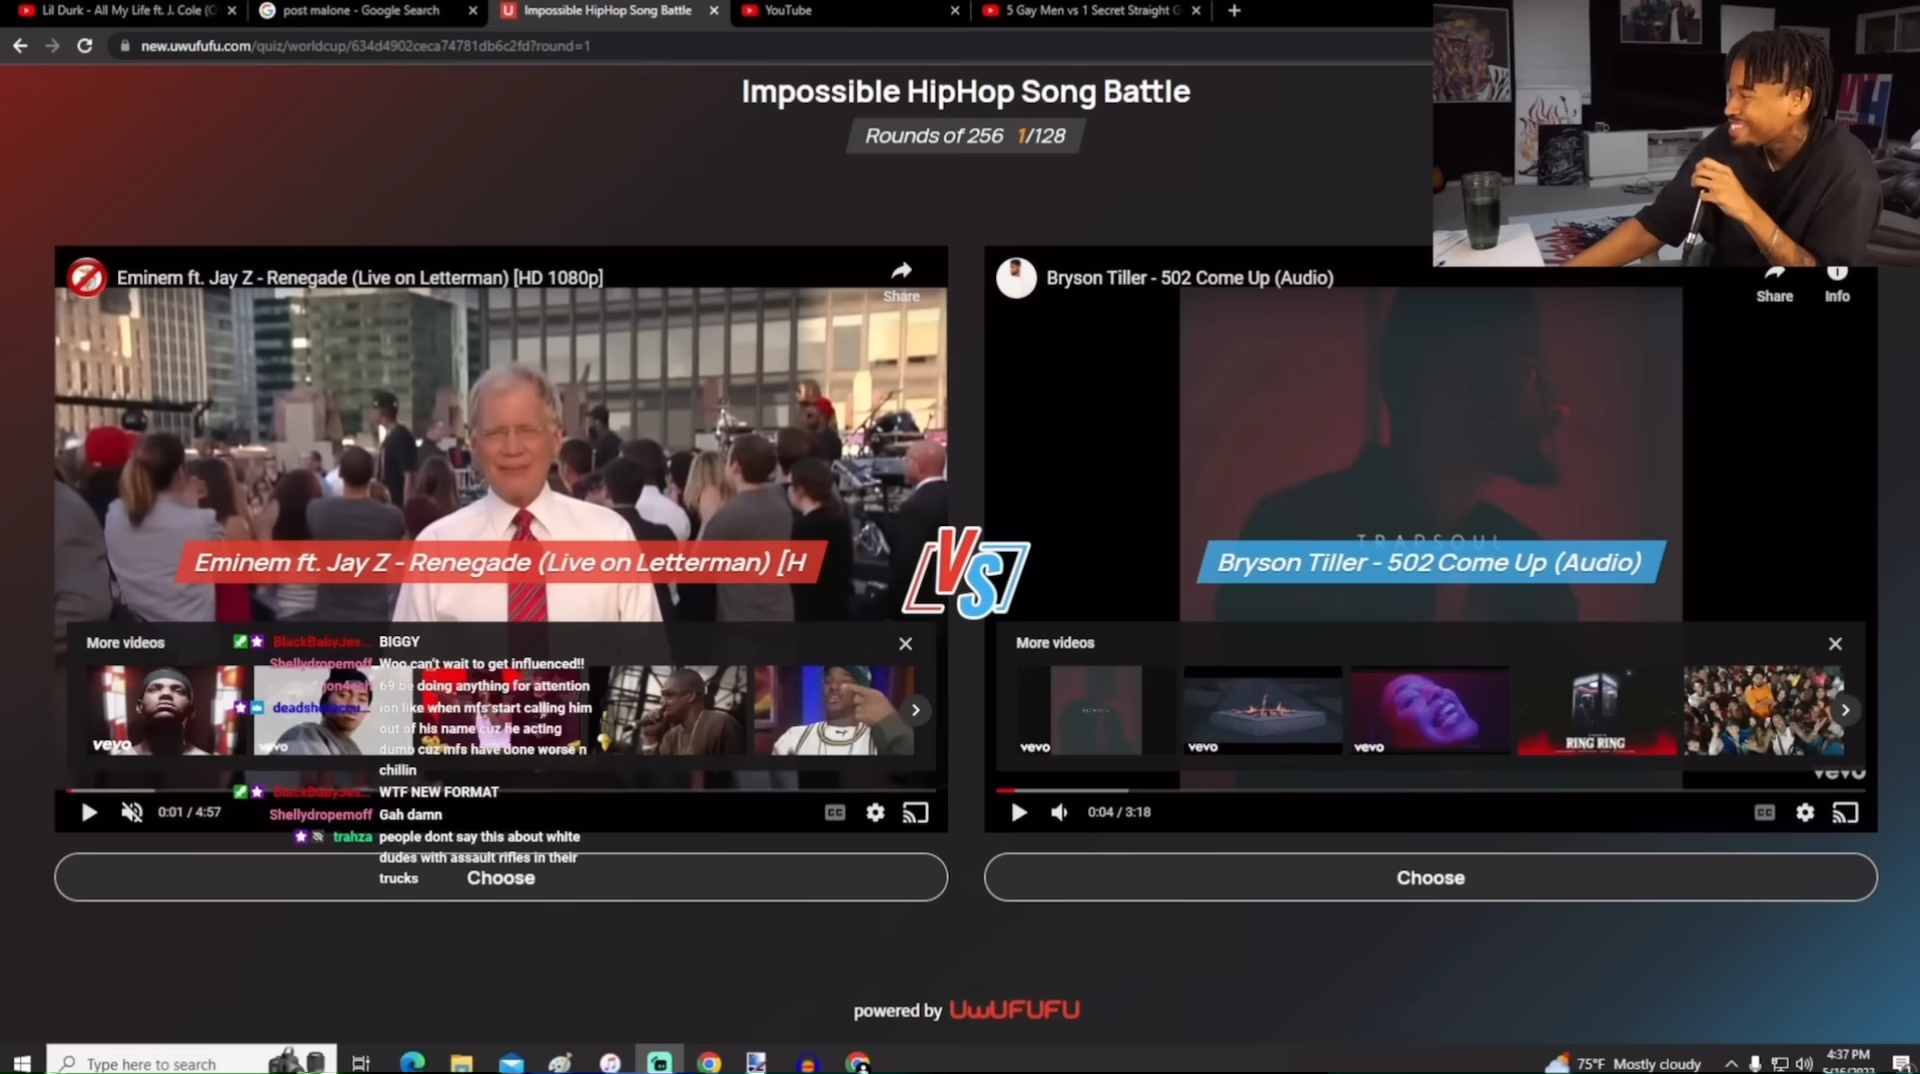 Lil Durk - All My Life ft. J. Cole (O
post malone - Google Search
Impossible HipHop Song Battle
YouTube
5 Gay Men vs 1 Secret Straight G
new.uwufufu.com/quiz/worldcup/634d4902ceca74781db6c2fd?round=1
Impossible HipHop Song Battle
Rounds of 256 1/128
Eminem ft. Jay Z - Renegade (Live on Letterman) [HD 1080p]
Share
Bryson Tiller - 502 Come Up (Audio)
Share
Info
TRAPSOUL
Eminem ft. Jay Z - Renegade (Live on Letterman) [H
VS
Bryson Tiller - 502 Come Up (Audio)
More videos
BlackBabyJes... BIGGY
Shellydropemoff Woo can't wait to get influenced!!
69 be doing anything for attention
ion like when mfs start calling him
out of his name cuz he acting
dumb cuz mfs have done worse n
chillin
BlackBabyJes... WTF NEW FORMAT
Shellydropemoff Gah damn
trahza people dont say this about white
dudes with assault rifles in their
trucks
vevo
vevo
More videos
vevo
vevo
vevo
RING RING
vevo
0:01 / 4:57
CC
0:04 / 3:18
CC
Choose
Choose
powered by UwUFUFU
Type here to search
75°F Mostly cloudy
4:37 PM